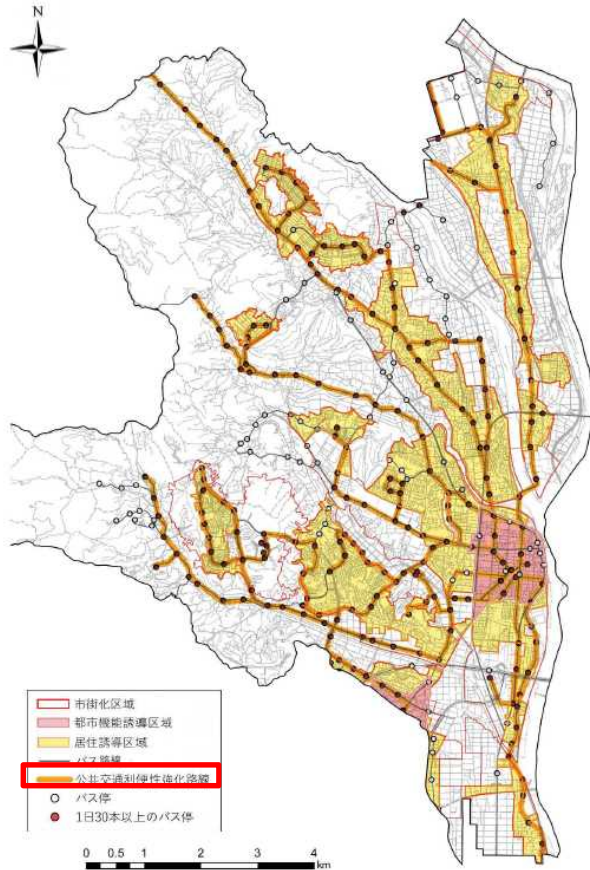 N
市街化区域
都市機能誘導区域
居住誘導区域
バス路線
公共交通利便性強化路線
バス停
1日30本以上のバス停
0 0.5 1 2 3 4
km